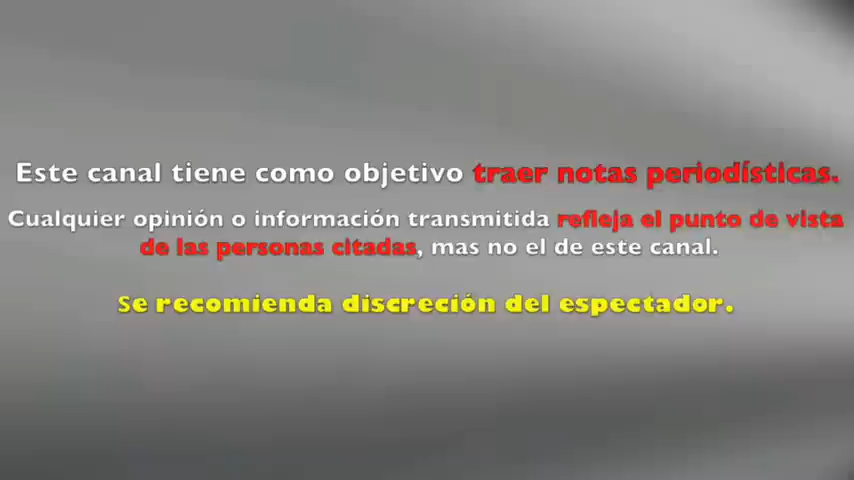 Este canal tiene como objetivo traer notas periodísticas.
Cualquier opinión o información transmitida refleja el punto de vista
de las personas citadas, mas no el de este canal.
Se recomienda discreción del espectador.